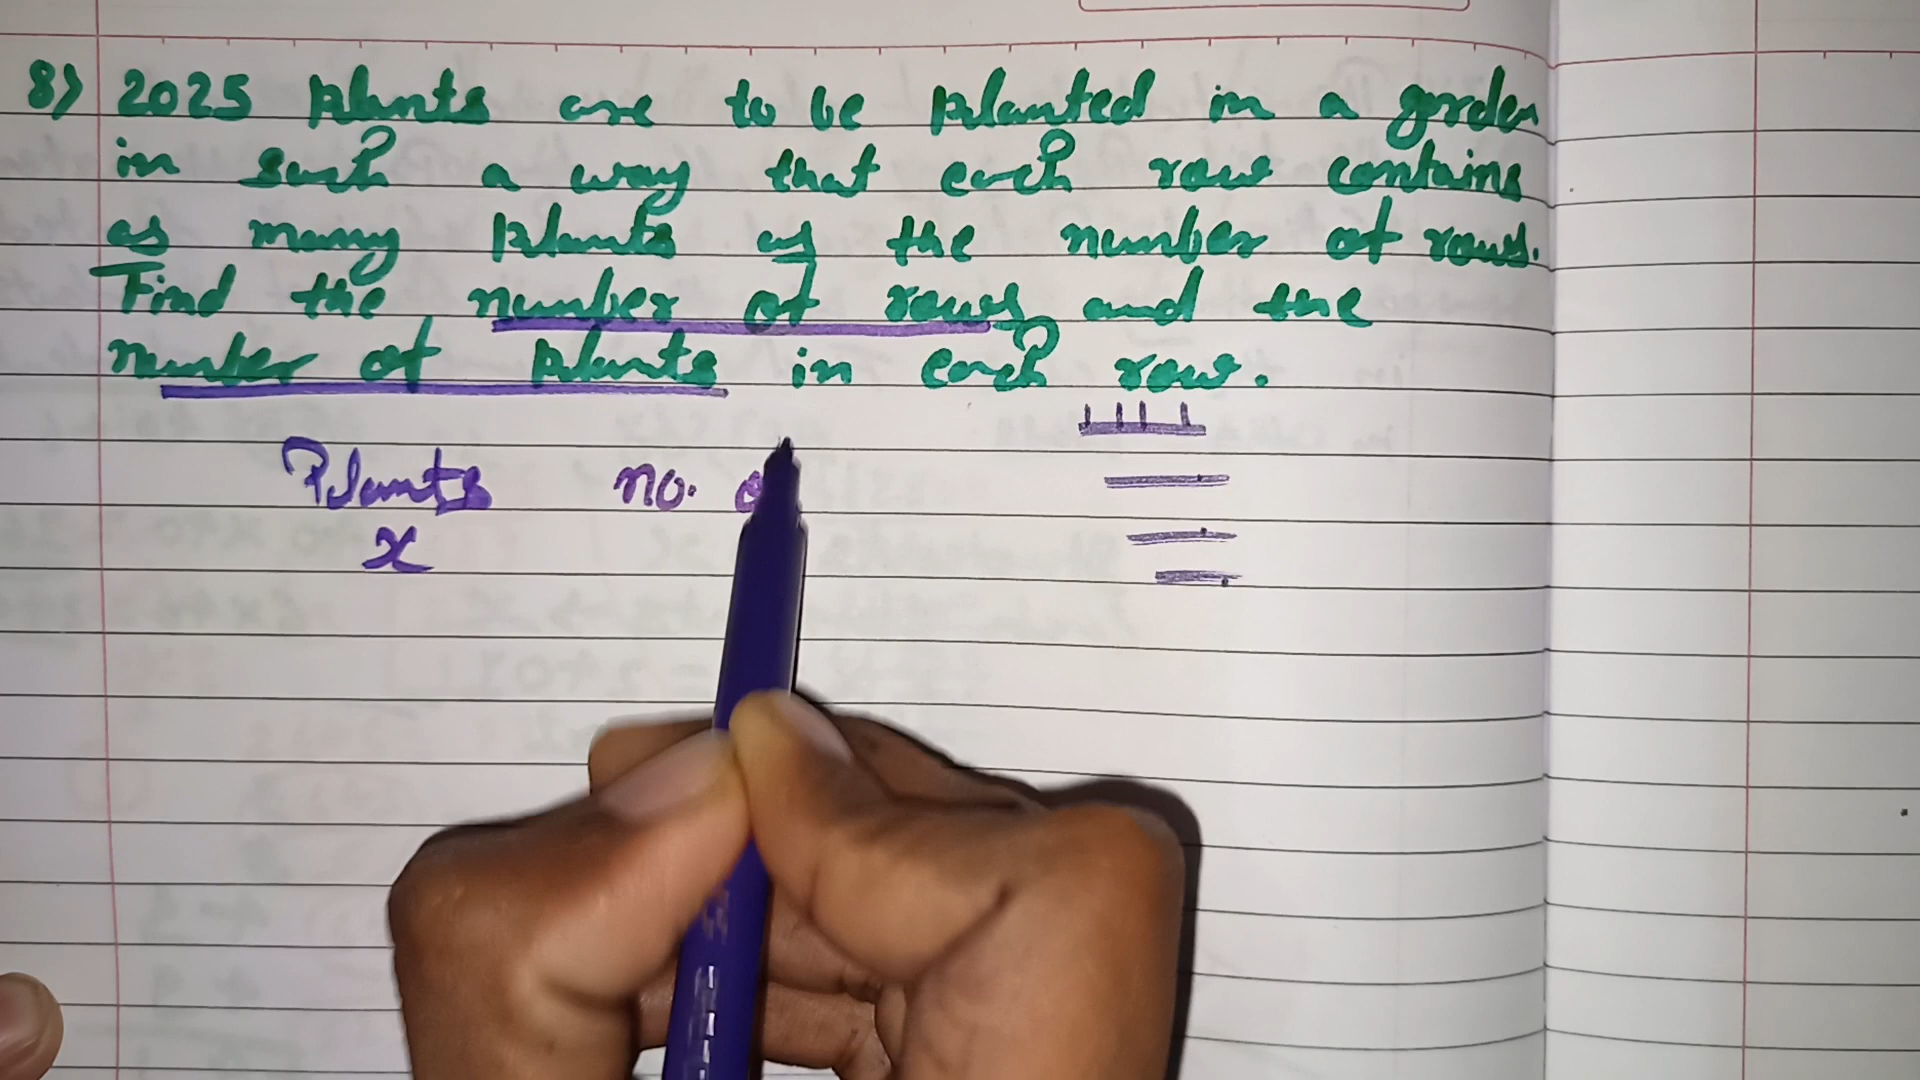 8) 2025 plants are to be planted in a garden
in such a way that each row contains
as many plants as the number of rows.
Find the number of rows and the
number of plants in each row.
Plants no. o
x